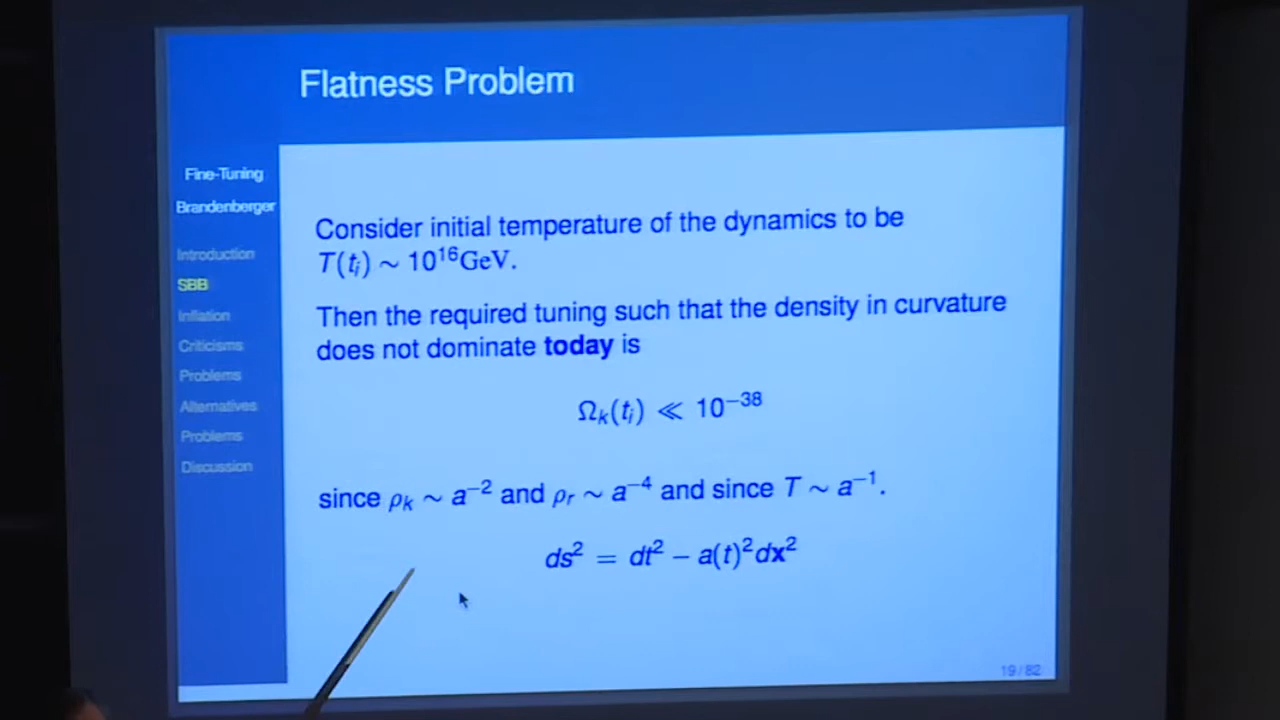 Flatness Problem
Fine-Tuning
Brandenberger
Introduction
SBB
Inflation
Criticisms
Problems
Alternatives
Problems
Discussion
Consider initial temperature of the dynamics to be
T(tᵢ) ∼ 10¹⁶GeV.
Then the required tuning such that the density in curvature
does not dominate today is
Ωₖ(tᵢ) ≪ 10⁻³⁸
since ρₖ ∼ a⁻² and ρᵣ ∼ a⁻⁴ and since T ∼ a⁻¹.
ds² = dt² − a(t)²dx²
19/82